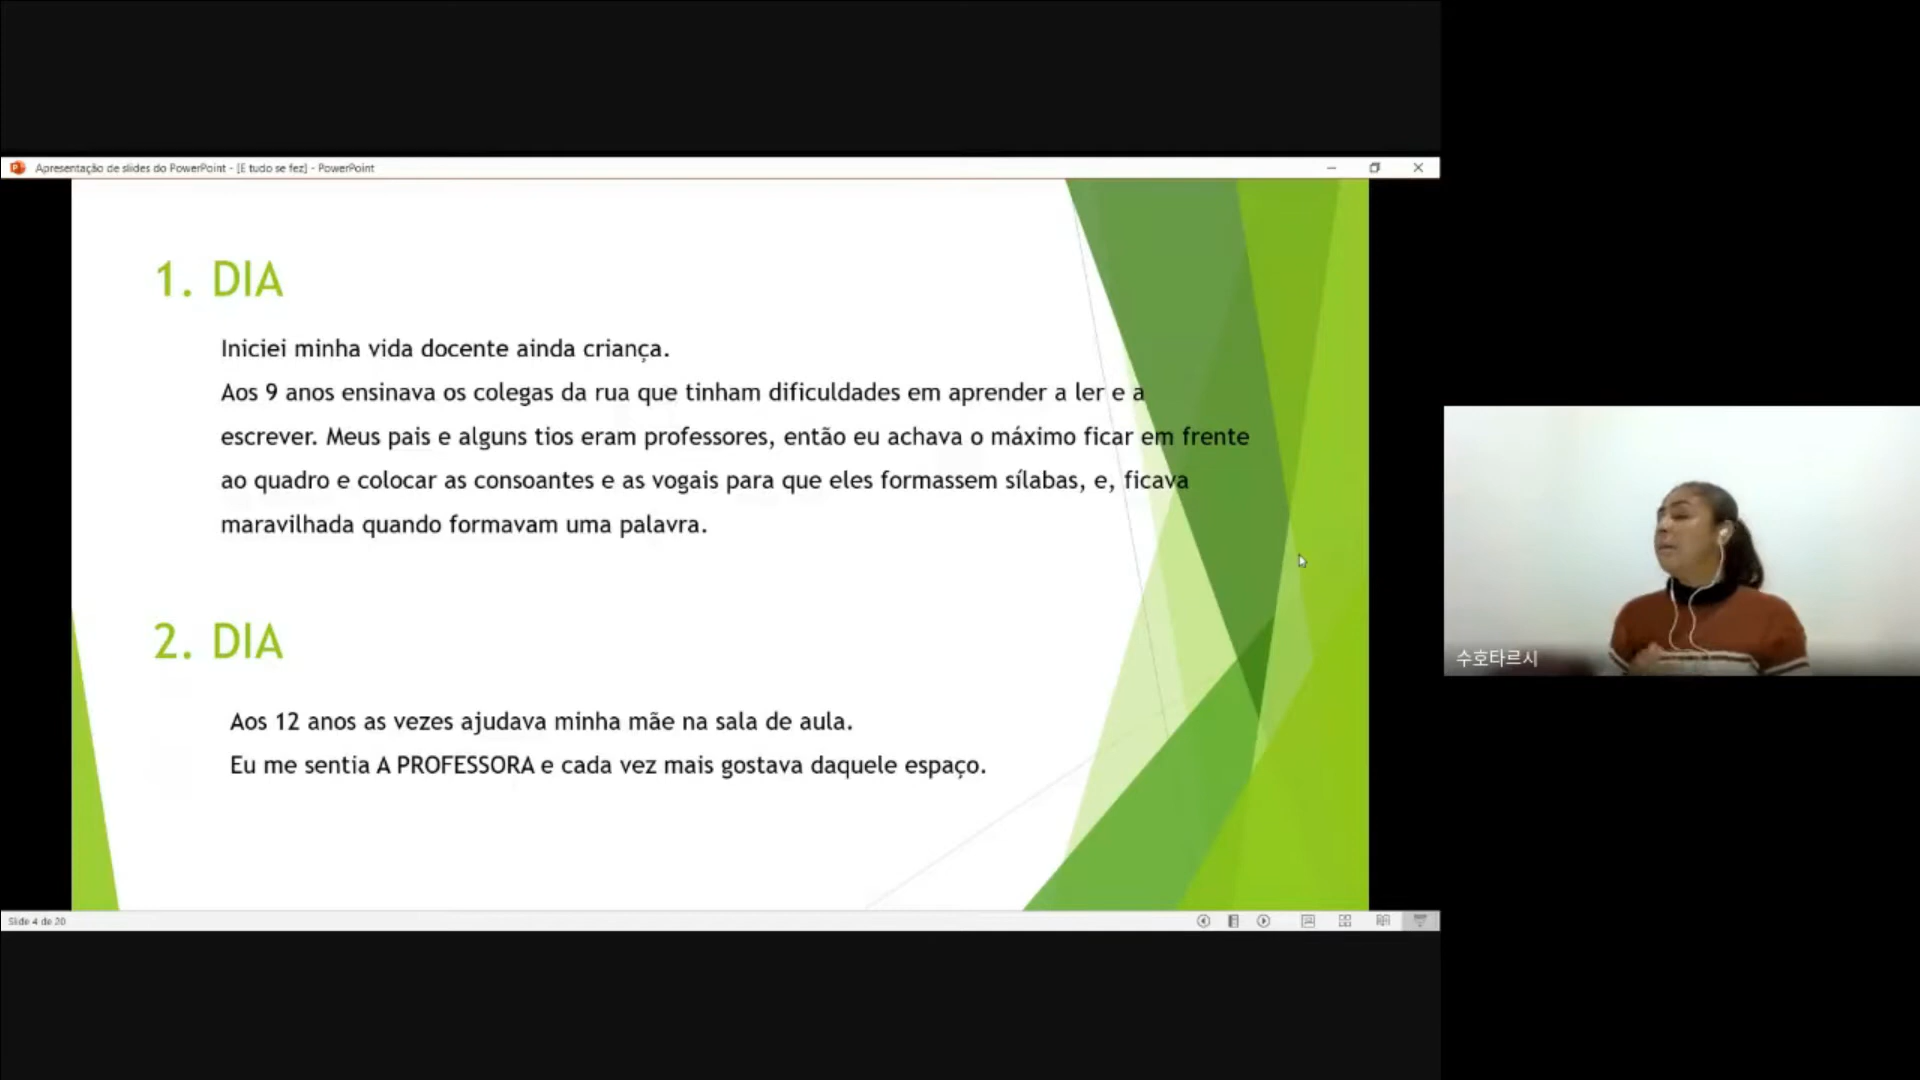 Apresentação de slides do PowerPoint - [E tudo se fez] - PowerPoint
1. DIA
Iniciei minha vida docente ainda criança.
Aos 9 anos ensinava os colegas da rua que tinham dificuldades em aprender a ler e a
escrever. Meus pais e alguns tios eram professores, então eu achava o máximo ficar em frente
ao quadro e colocar as consoantes e as vogais para que eles formassem sílabas, e, ficava
maravilhada quando formavam uma palavra.
2. DIA
Aos 12 anos as vezes ajudava minha mãe na sala de aula.
Eu me sentia A PROFESSORA e cada vez mais gostava daquele espaço.
수호타르시
Slide 4 de 20